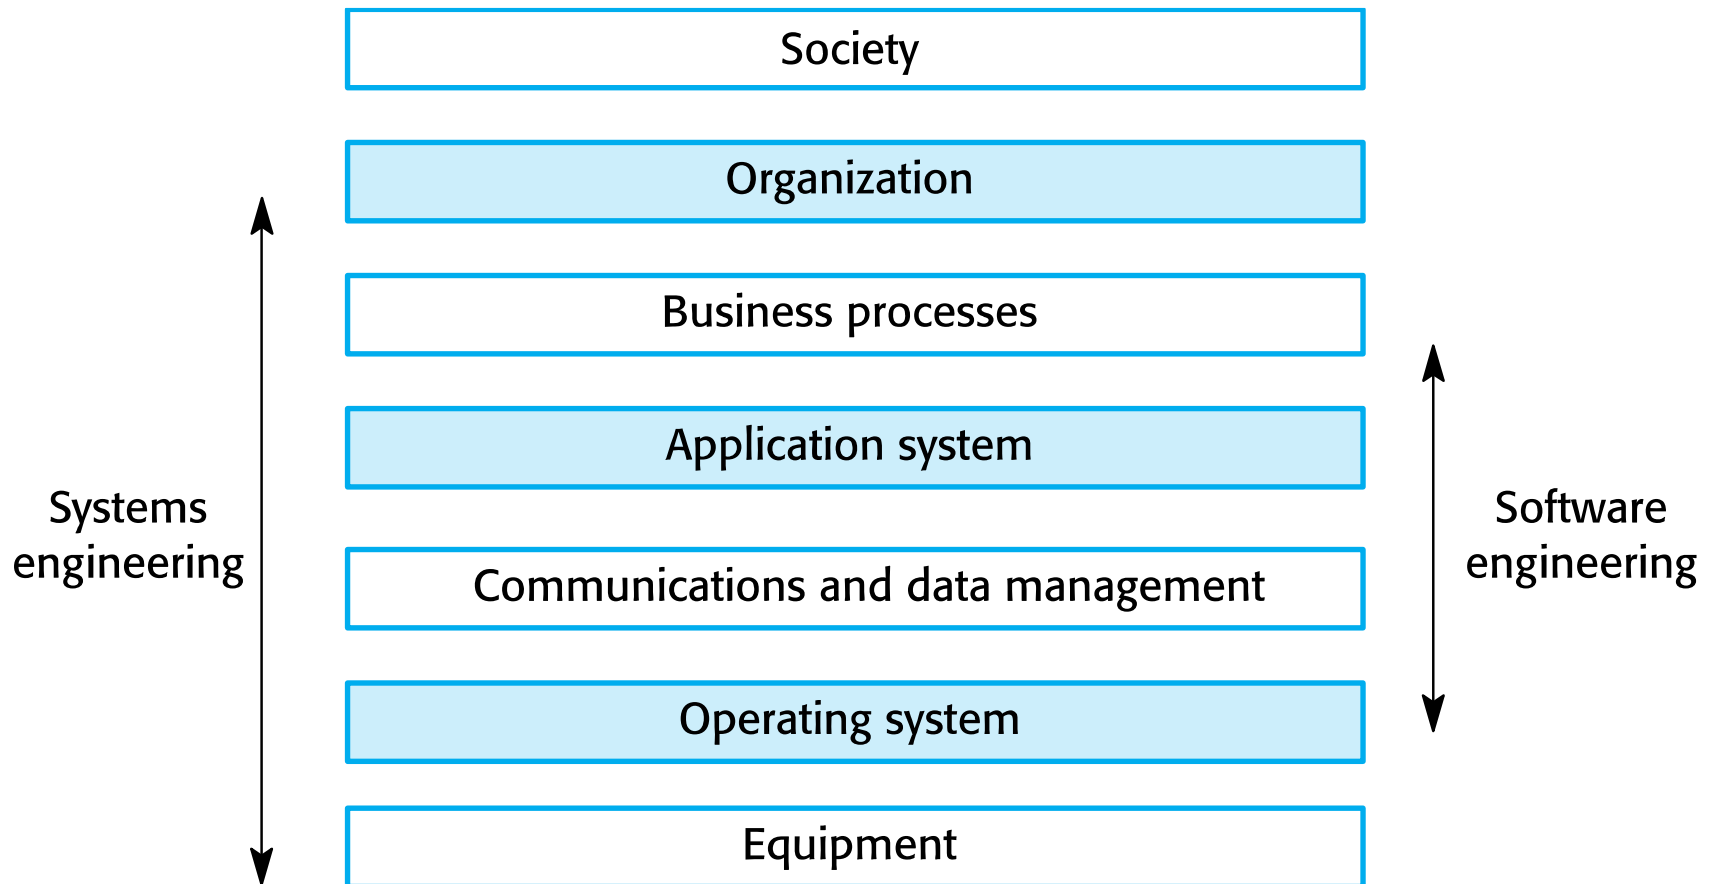 Society
Organization
Business processes
Application system
Systems
engineering
Software
engineering
Communications and data management
Operating system
Equipment